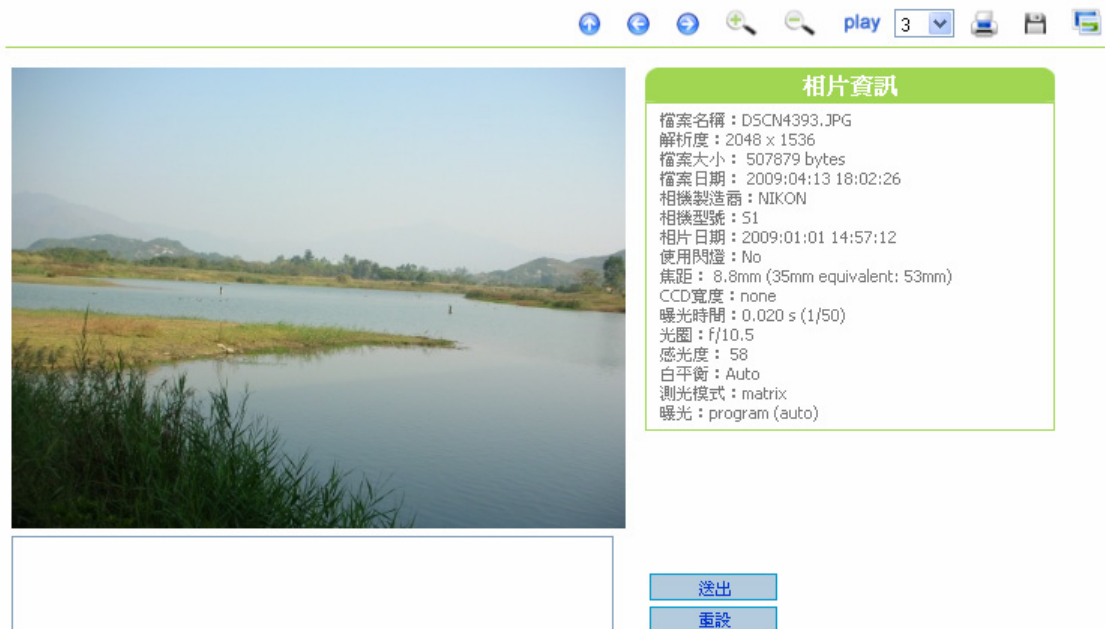 play 3
相片資訊
檔案名稱：DSCN4393.JPG
解析度：2048 x 1536
檔案大小： 507879 bytes
檔案日期： 2009:04:13 18:02:26
相機製造商：NIKON
相機型號：S1
相片日期：2009:01:01 14:57:12
使用閃燈：No
焦距： 8.8mm (35mm equivalent: 53mm)
CCD寬度：none
曝光時間：0.020 s (1/50)
光圈：f/10.5
感光度： 58
白平衡：Auto
測光模式：matrix
曝光：program (auto)
送出
重設